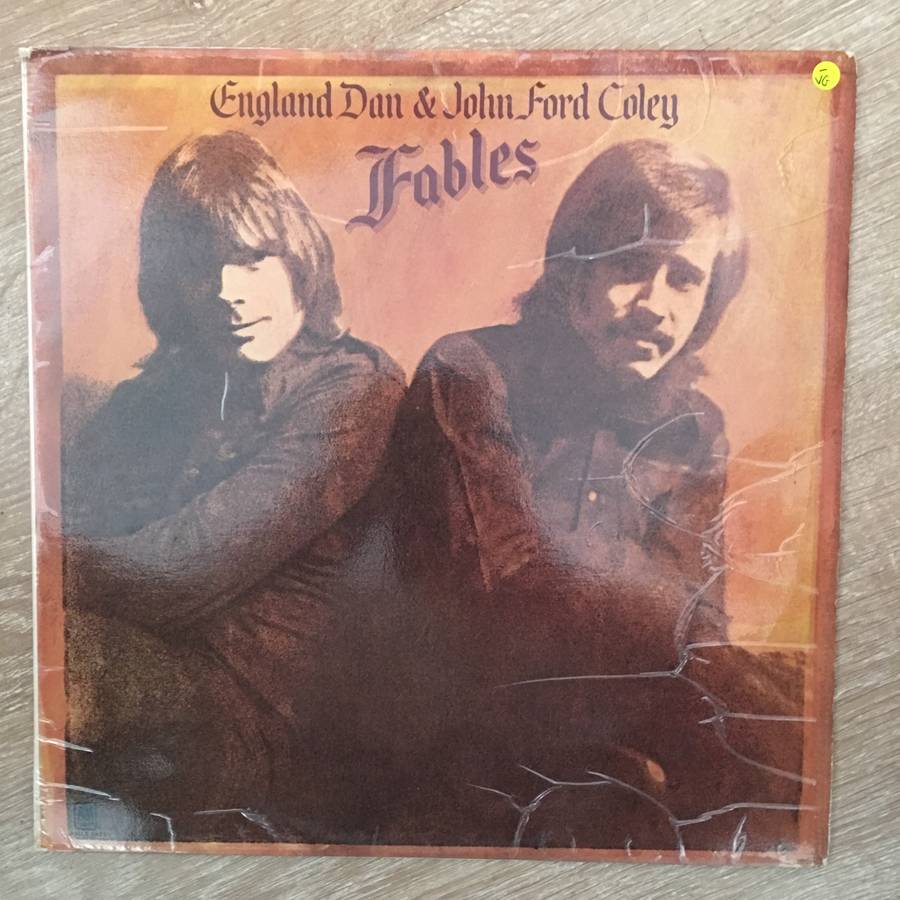 England Dan & John Ford Coley
Fables
VG